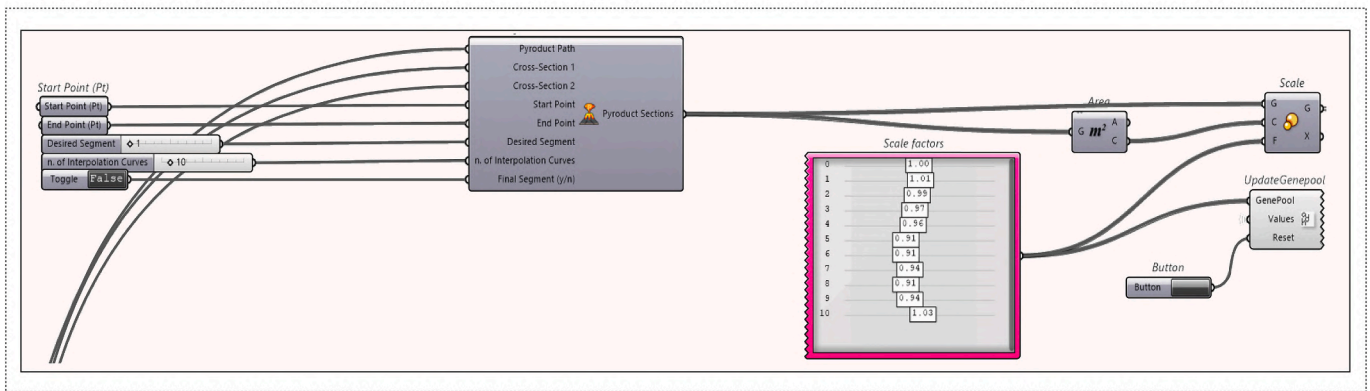 Start Point (Pt)
Start Point (Pt)
End Point (Pt)
Desired Segment 1
n. of Interpolation Curves 10
Toggle False
Pyroduct Path
Cross-Section 1
Cross-Section 2
Start Point
End Point
Desired Segment
n. of Interpolation Curves
Final Segment (y/n)
Pyroduct Sections
Scale factors
0 1.00
1 1.01
2 0.99
3 0.97
4 0.96
5 0.91
6 0.91
7 0.94
8 0.91
9 0.94
10 1.03
Area
G m² A
C
Scale
G G
C
F X
UpdateGenepool
GenePool
Values
Reset
Button
Button